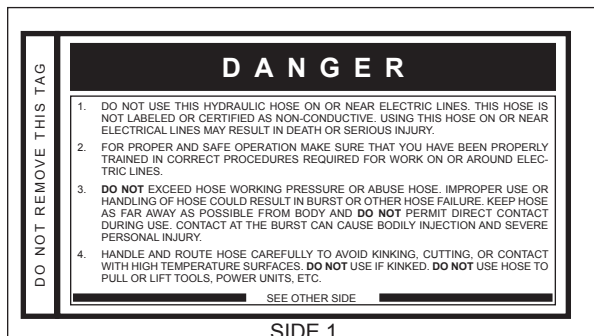 DO NOT REMOVE THIS TAG
DANGER
1. DO NOT USE THIS HYDRAULIC HOSE ON OR NEAR ELECTRIC LINES. THIS HOSE IS
NOT LABELED OR CERTIFIED AS NON-CONDUCTIVE. USING THIS HOSE ON OR NEAR
ELECTRICAL LINES MAY RESULT IN DEATH OR SERIOUS INJURY.
2. FOR PROPER AND SAFE OPERATION MAKE SURE THAT YOU HAVE BEEN PROPERLY
TRAINED IN CORRECT PROCEDURES REQUIRED FOR WORK ON OR AROUND ELEC-
TRIC LINES.
3. DO NOT EXCEED HOSE WORKING PRESSURE OR ABUSE HOSE. IMPROPER USE OR
HANDLING OF HOSE COULD RESULT IN BURST OR OTHER HOSE FAILURE. KEEP HOSE
AS FAR AWAY AS POSSIBLE FROM BODY AND DO NOT PERMIT DIRECT CONTACT
DURING USE. CONTACT AT THE BURST CAN CAUSE BODILY INJECTION AND SEVERE
PERSONAL INJURY.
4. HANDLE AND ROUTE HOSE CAREFULLY TO AVOID KINKING, CUTTING, OR CONTACT
WITH HIGH TEMPERATURE SURFACES. DO NOT USE IF KINKED. DO NOT USE HOSE TO
PULL OR LIFT TOOLS, POWER UNITS, ETC.
SEE OTHER SIDE
SIDE 1